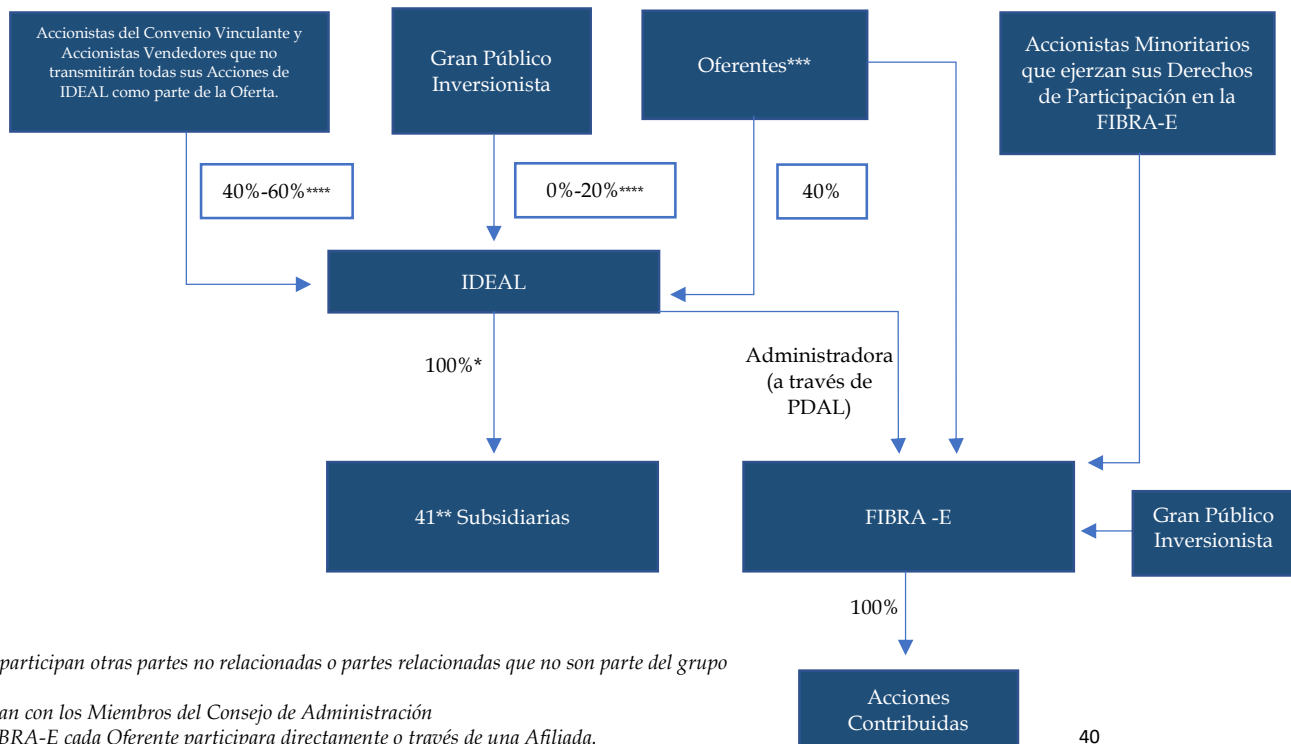 Accionistas del Convenio Vinculante y
Accionistas Vendedores que no
transmitirán todas sus Acciones de
IDEAL como parte de la Oferta.
Gran Público
Inversionista
Oferentes***
Accionistas Minoritarios
que ejerzan sus Derechos
de Participación en la
FIBRA-E
40%-60%****
0%-20%****
40%
IDEAL
100%*
Administradora
(a través de
PDAL)
41** Subsidiarias
FIBRA -E
Gran Público
Inversionista
100%
Acciones
Contribuidas
participan otras partes no relacionadas o partes relacionadas que no son parte del grupo
an con los Miembros del Consejo de Administración
BRA-E cada Oferente participara directamente o través de una Afiliada.
40